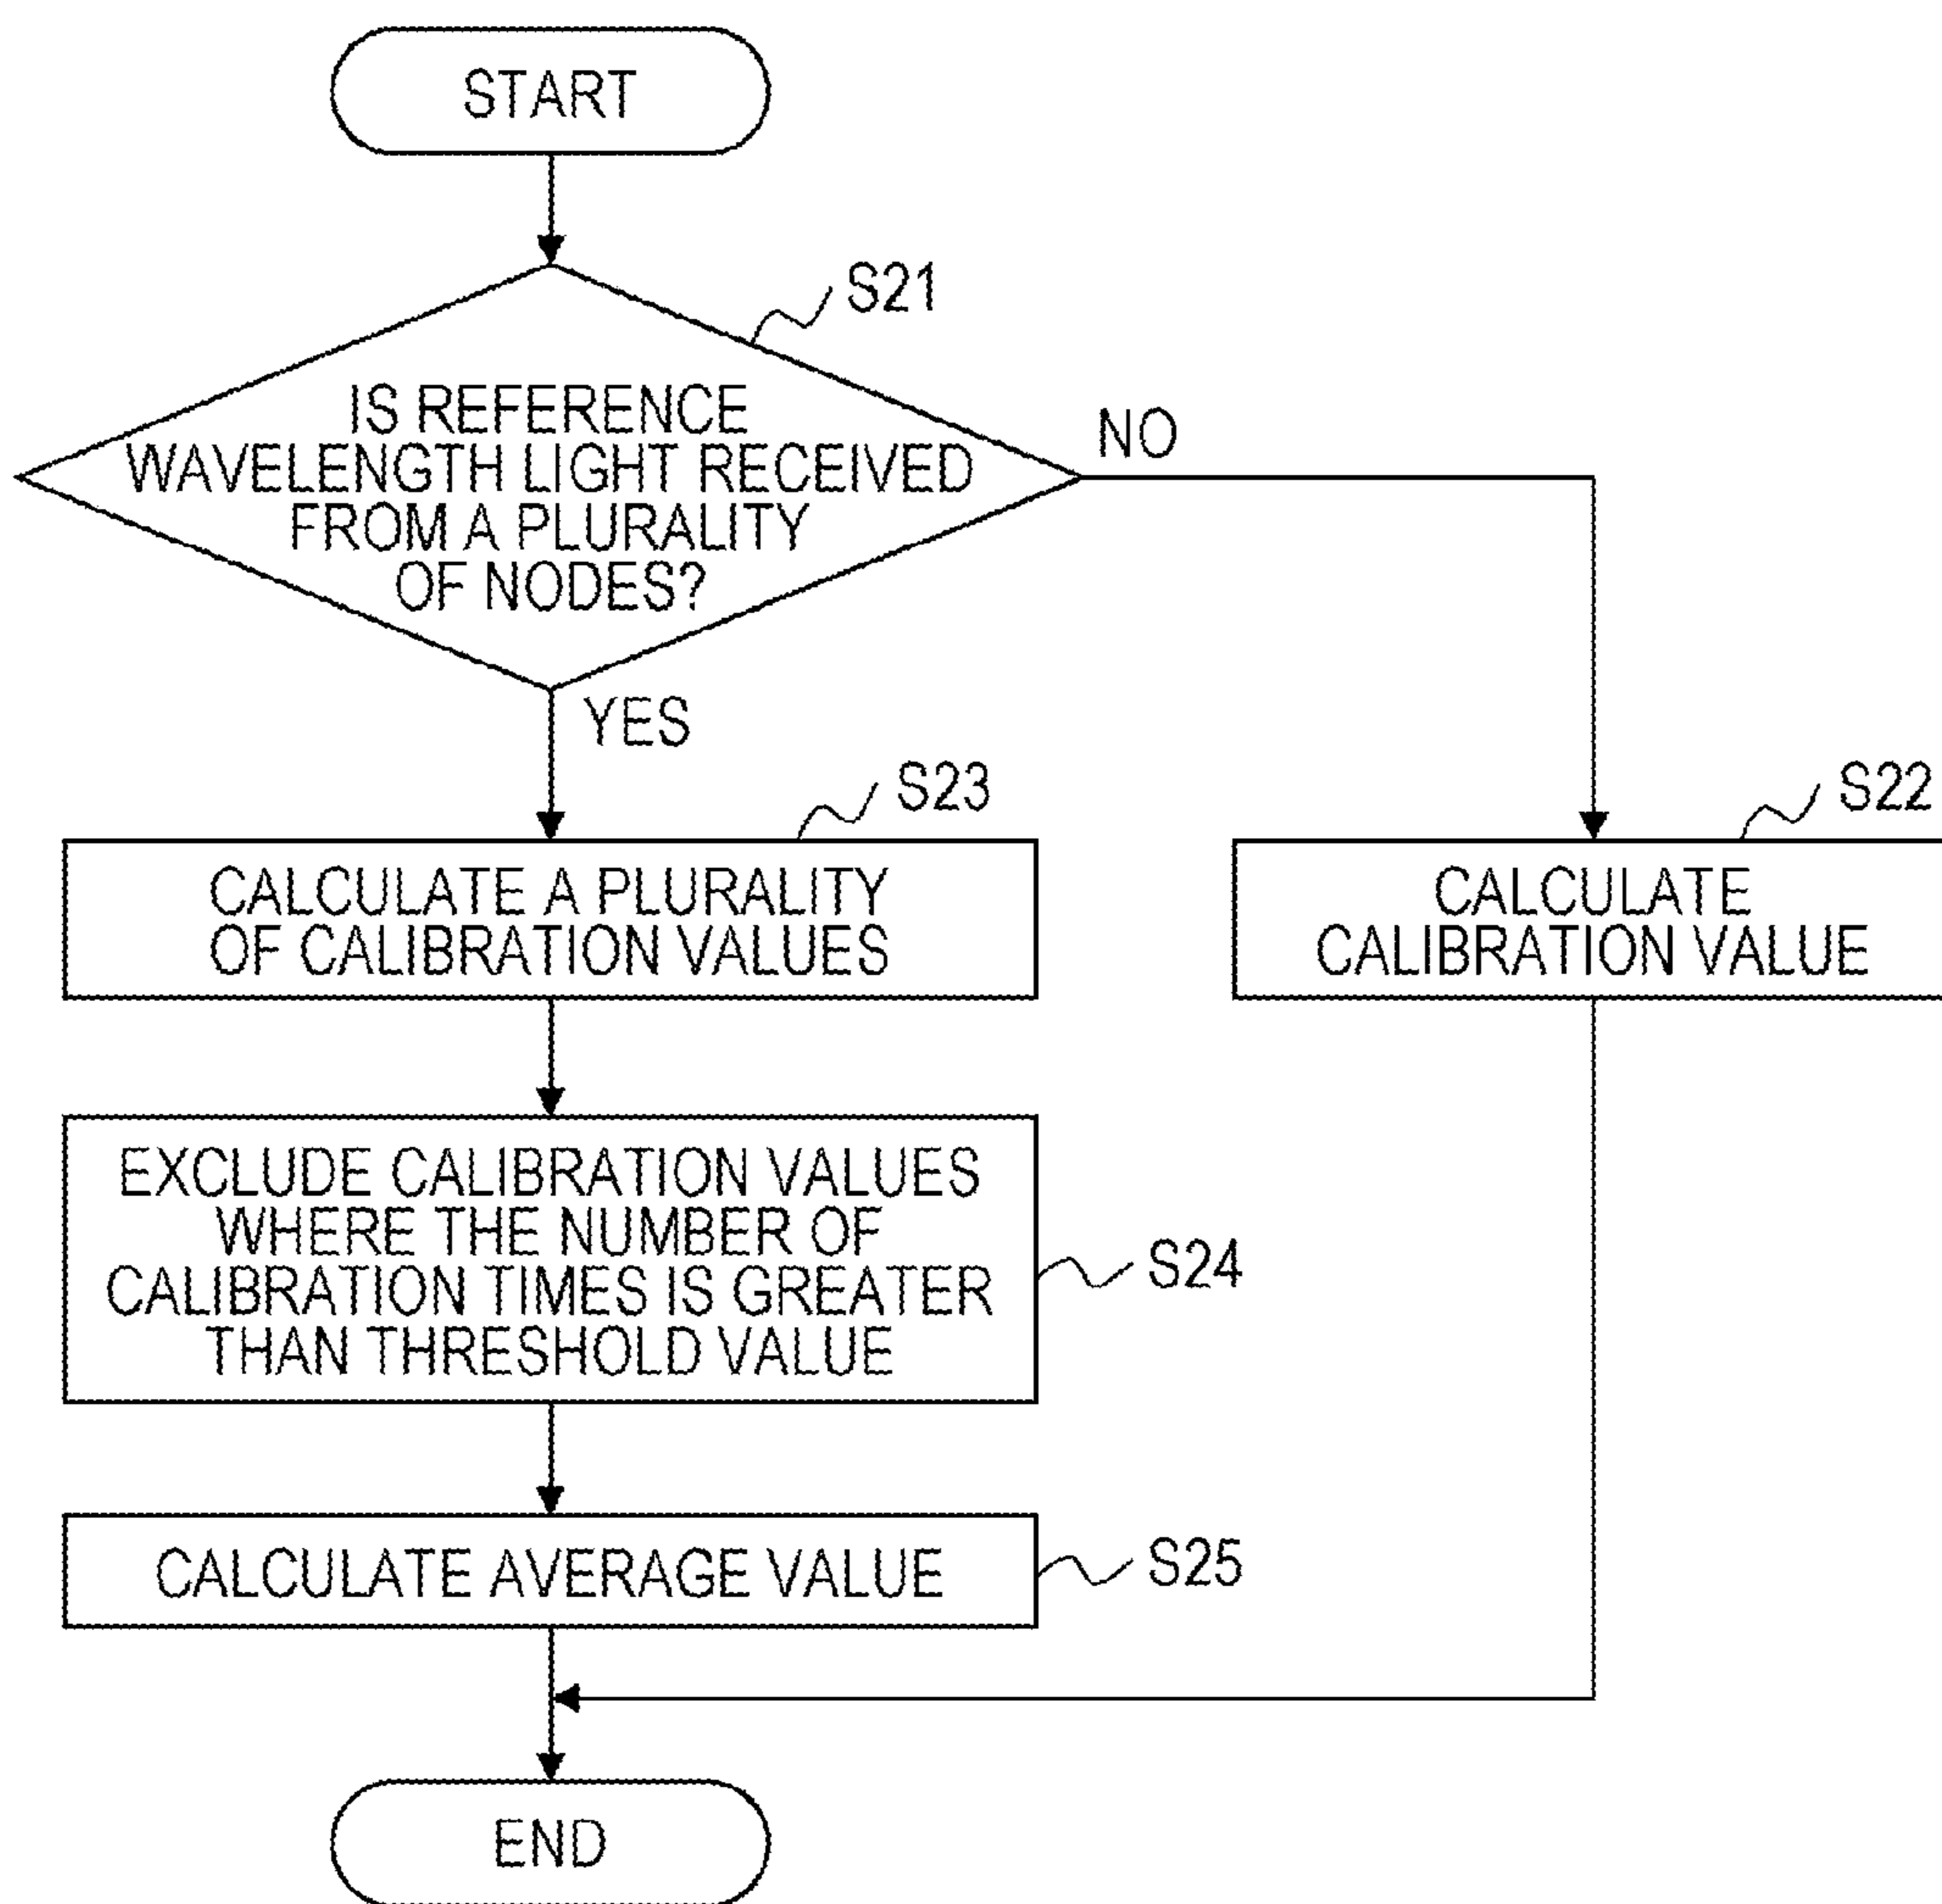 START
S21
IS REFERENCE
WAVELENGTH LIGHT RECEIVED
FROM A PLURALITY
OF NODES?
NO
YES
S23
CALCULATE A PLURALITY
OF CALIBRATION VALUES
S22
CALCULATE
CALIBRATION VALUE
EXCLUDE CALIBRATION VALUES
WHERE THE NUMBER OF
CALIBRATION TIMES IS GREATER
THAN THRESHOLD VALUE
S24
CALCULATE AVERAGE VALUE
S25
END